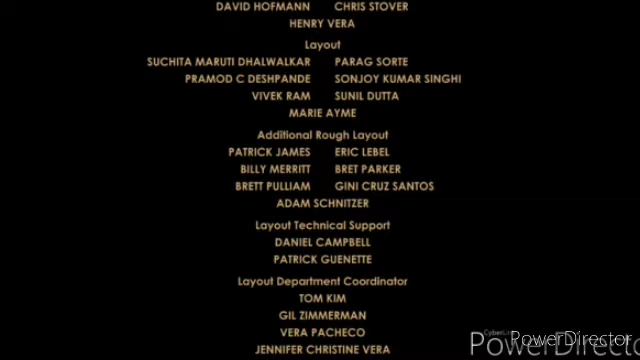 DAVID HOFMANN CHRIS STOVER
HENRY VERA
Layout
SUCHITA MARUTI DHALWALKAR PARAG SORTE
PRAMOD C DESHPANDE SONJOY KUMAR SINGHI
VIVEK RAM SUNIL DUTTA
MARIE AYME
Additional Rough Layout
PATRICK JAMES ERIC LEBEL
BILLY MERRITT BRET PARKER
BRETT PULLIAM GINI CRUZ SANTOS
ADAM SCHNITZER
Layout Technical Support
DANIEL CAMPBELL
PATRICK GUENETTE
Layout Department Coordinator
TOM KIM
GIL ZIMMERMAN
VERA PACHECO
JENNIFER CHRISTINE VERA
PowerDirector
PowerDirecto